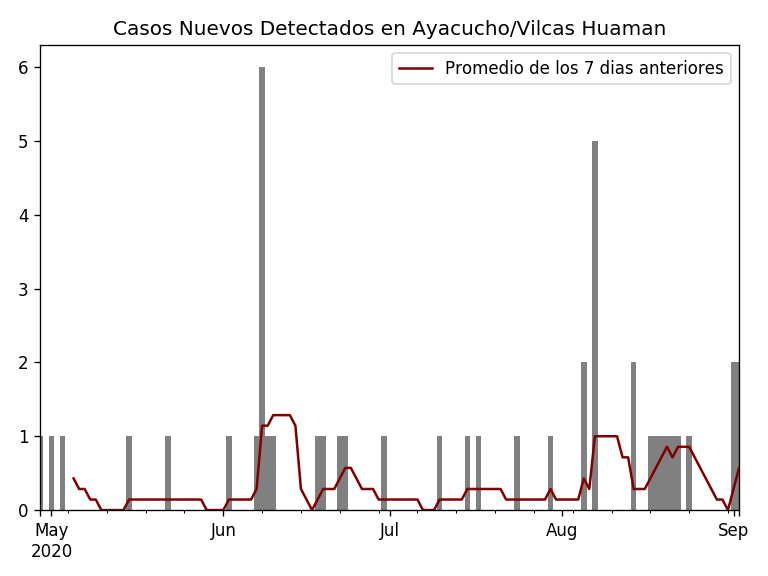 Casos Nuevos Detectados en Ayacucho/Vilcas Huaman
Promedio de los 7 dias anteriores
6
5
4
3
2
1
0
May Jun Jul Aug Sep
2020